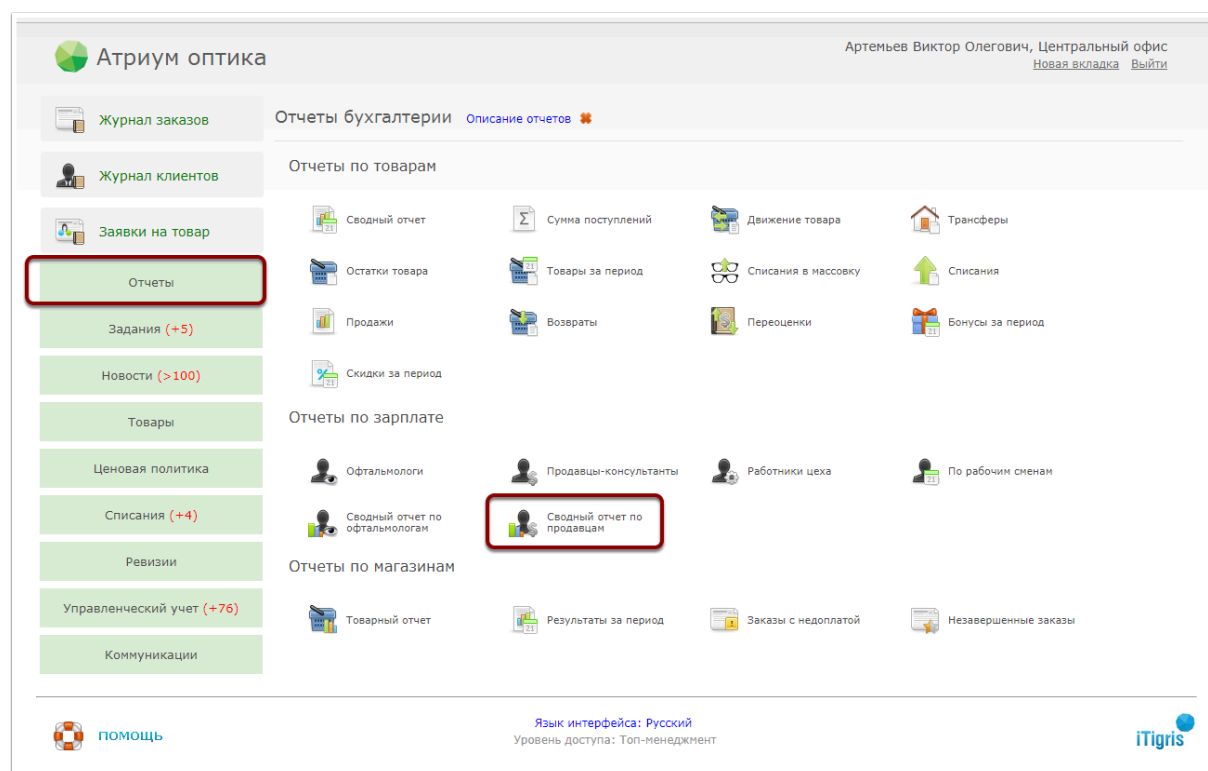 Атриум оптика
Артемьев Виктор Олегович, Центральный офис
Новая вкладка Выйти
Журнал заказов
Журнал клиентов
Заявки на товар
Отчеты
Задания (+5)
Новости (>100)
Товары
Ценовая политика
Списания (+4)
Ревизии
Управленческий учет (+76)
Коммуникации
Отчеты бухгалтерии Описание отчетов
Отчеты по товарам
Сводный отчет
Сумма поступлений
Движение товара
Трансферы
Остатки товара
Товары за период
Списания в массовку
Списания
Продажи
Возвраты
Переоценки
Бонусы за период
Скидки за период
Отчеты по зарплате
Офтальмологи
Продавцы-консультанты
Работники цеха
По рабочим сменам
Сводный отчет по
офтальмологам
Сводный отчет по
продавцам
Отчеты по магазинам
Товарный отчет
Результаты за период
Заказы с недоплатой
Незавершенные заказы
помощь
Язык интерфейса: Русский
Уровень доступа: Топ-менеджмент
iTigris